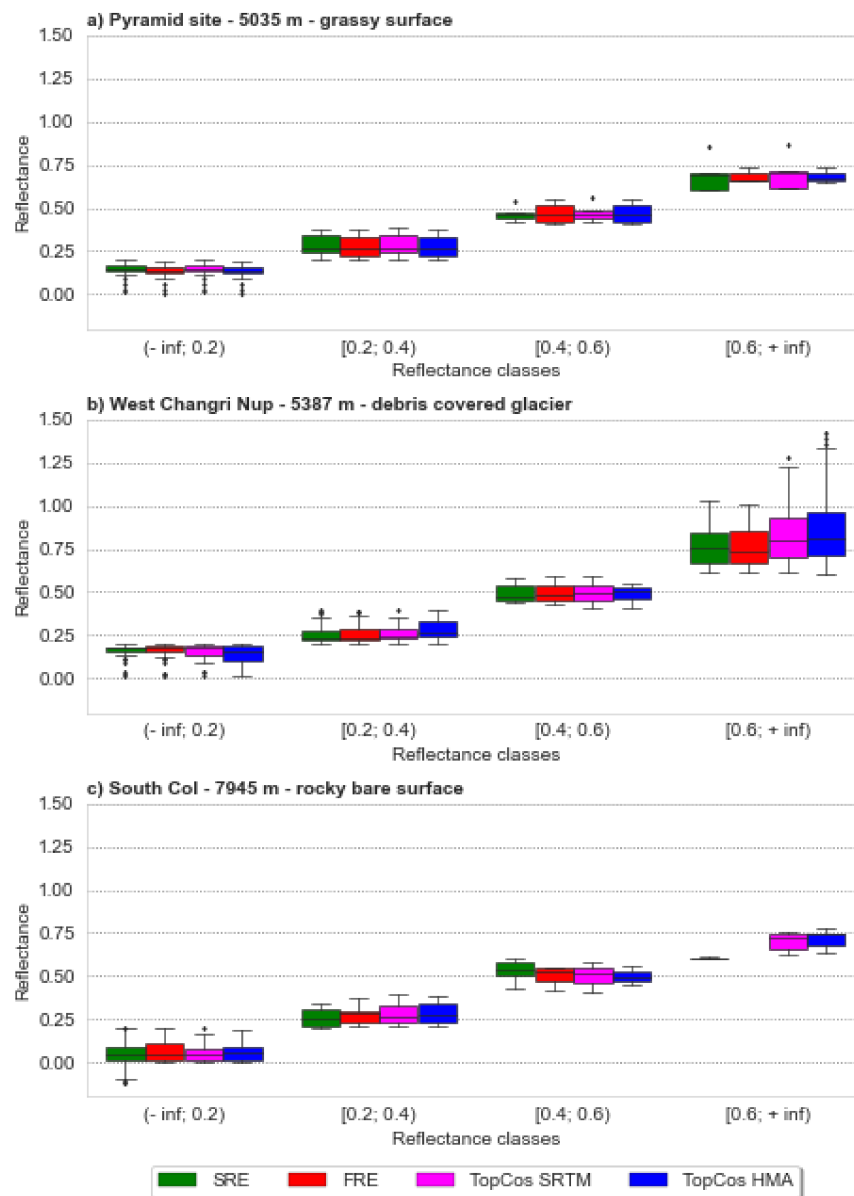 a) Pyramid site - 5035 m - grassy surface
1.50
1.25
1.00
0.75
0.50
0.25
0.00
Reflectance
(- inf; 0.2) [0.2; 0.4) [0.4; 0.6) [0.6; + inf)
Reflectance classes
b) West Changri Nup - 5387 m - debris covered glacier
1.50
1.25
1.00
0.75
0.50
0.25
0.00
Reflectance
(- inf; 0.2) [0.2; 0.4) [0.4; 0.6) [0.6; + inf)
Reflectance classes
c) South Col - 7945 m - rocky bare surface
1.50
1.25
1.00
0.75
0.50
0.25
0.00
Reflectance
(- inf; 0.2) [0.2; 0.4) [0.4; 0.6) [0.6; + inf)
Reflectance classes
SRE FRE TopCos SRTM TopCos HMA